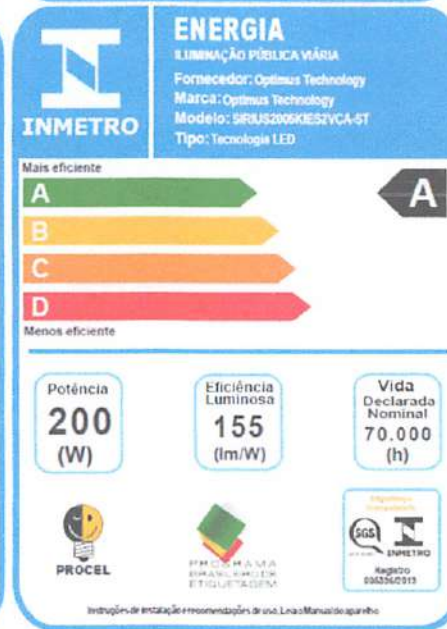 ENERGIA
ILUMINAÇÃO PÚBLICA VIÁRIA
Fornecedor: Optimus Technology
Marca: Optimus Technology
Modelo: SIRIUS2005KIES2VCA-ST
Tipo: Tecnologia LED
INMETRO
Mais eficiente
A
A
B
C
D
Menos eficiente
Potência
200
(W)
Eficiência
Luminosa
155
(lm/W)
Vida
Declarada
Nominal
70.000
(h)
PROCEL
PROGRAMA
BRASILEIRO DE
ETIQUETAGEM
SGS
INMETRO
Registro
Instruções de instalação e recomendações de uso, Leia o Manual do aparelho